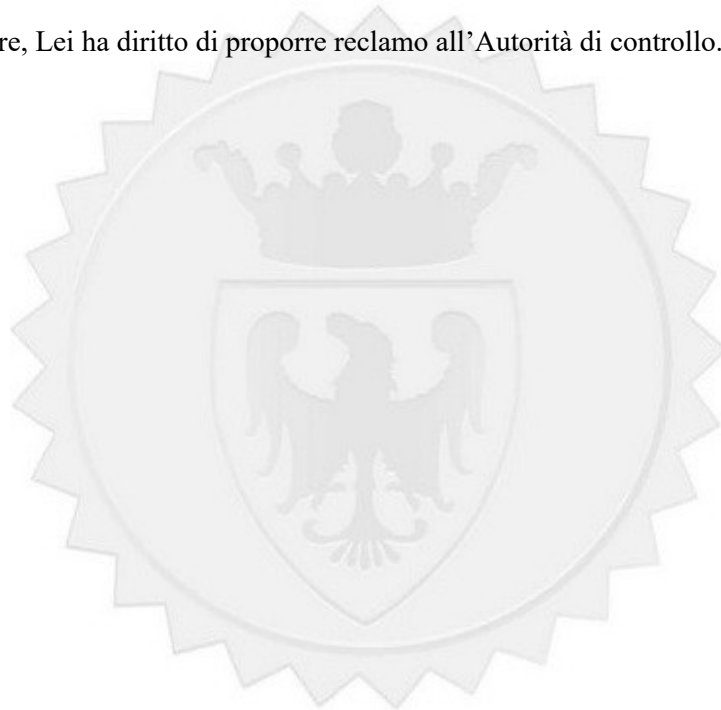 re, Lei ha diritto di proporre reclamo all’Autorità di controllo.